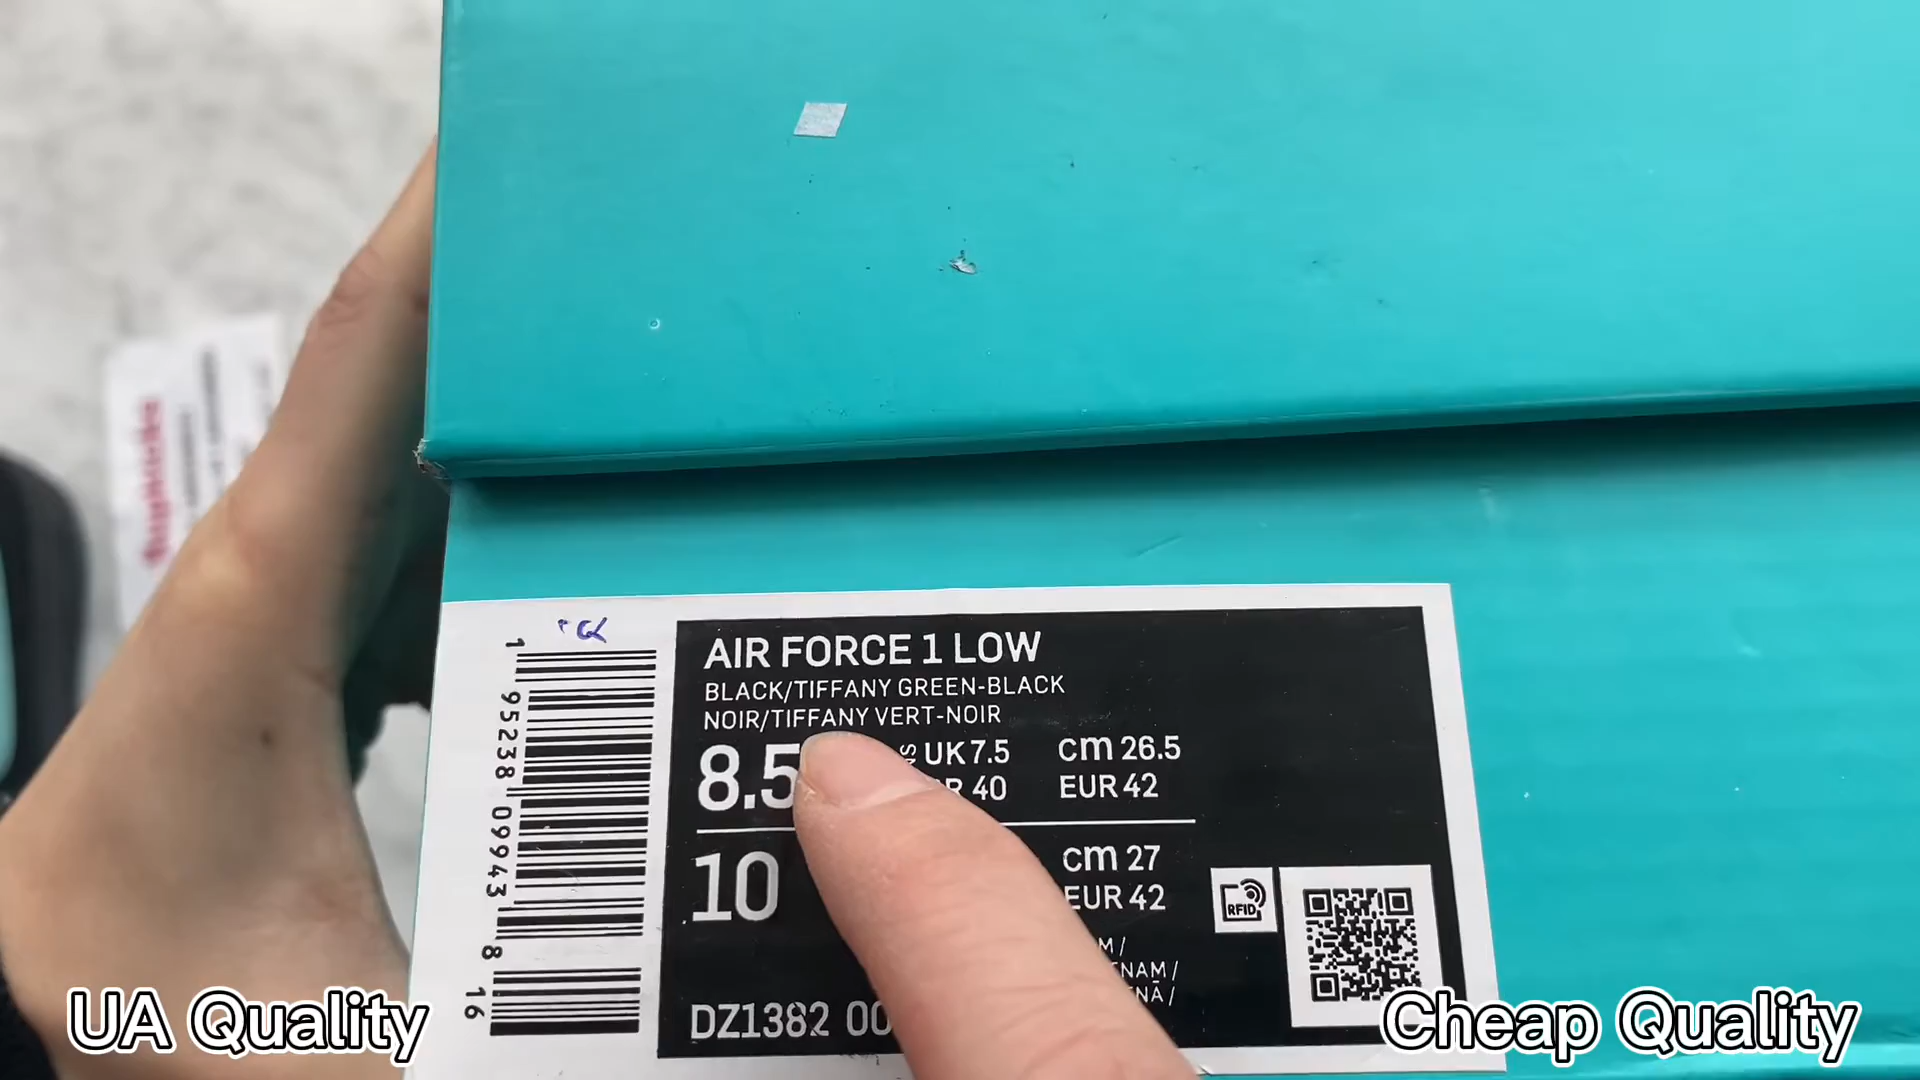 AIR FORCE 1 LOW
BLACK/TIFFANY GREEN-BLACK
NOIR/TIFFANY VERT-NOIR
8.5 UK 7.5 cm 26.5
40 EUR 42
10 cm 27
EUR 42
DZ1382 00
1 95238 09943 8 16
RFID
UA Quality
Cheap Quality